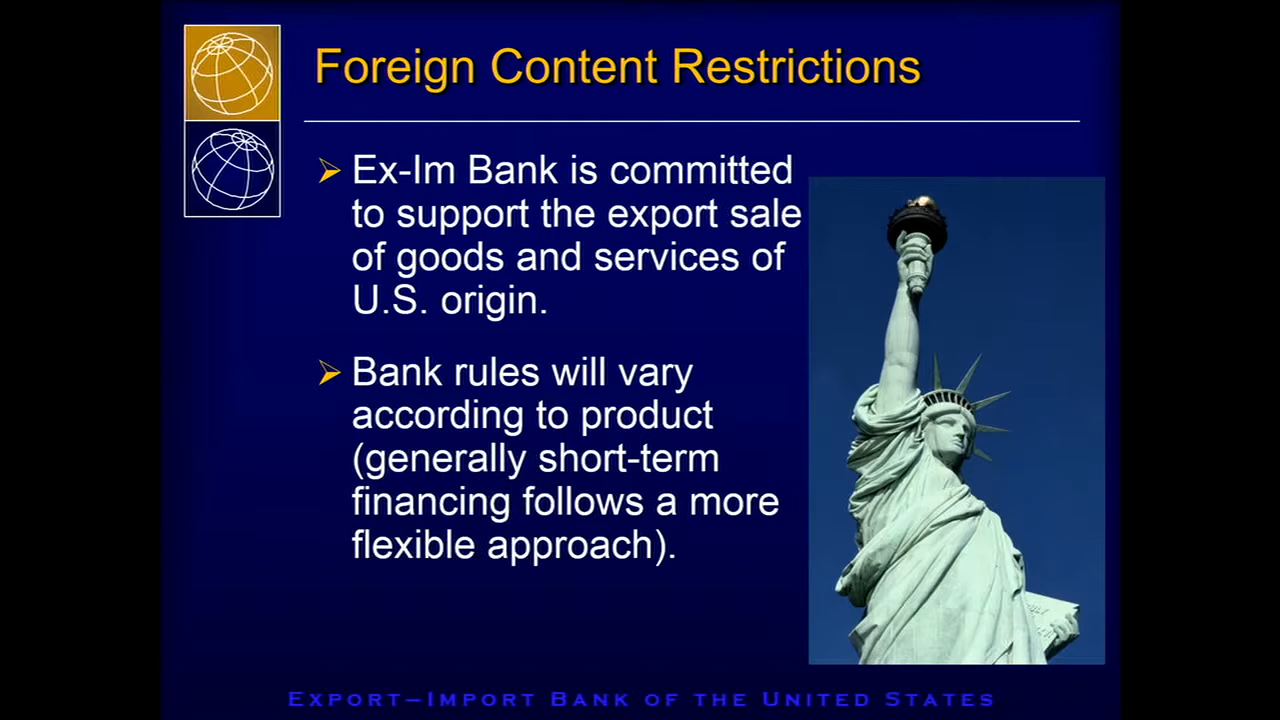 Foreign Content Restrictions
➢ Ex-Im Bank is committed
to support the export sale
of goods and services of
U.S. origin.
➢ Bank rules will vary
according to product
(generally short-term
financing follows a more
flexible approach).
EXPORT–IMPORT BANK OF THE UNITED STATES